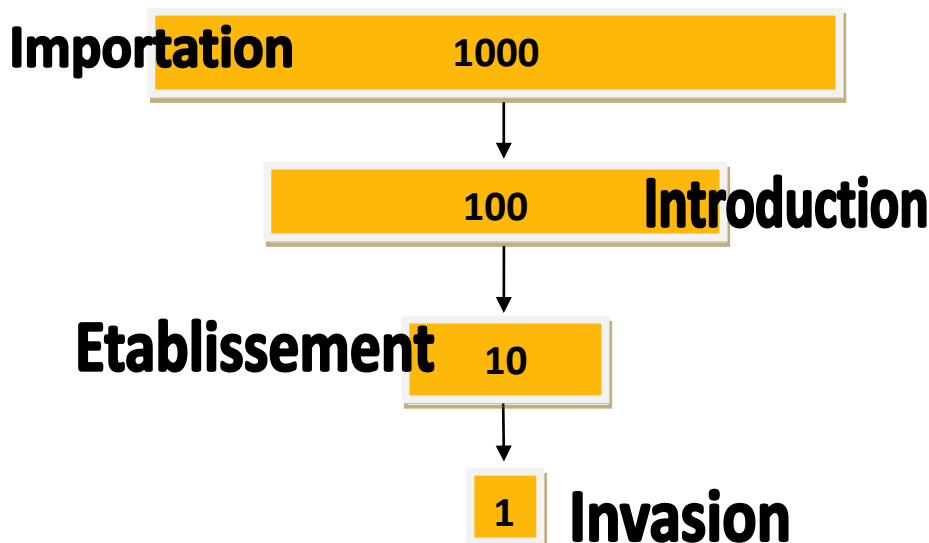 Importation
1000
100
Introduction
Etablissement
10
1
Invasion